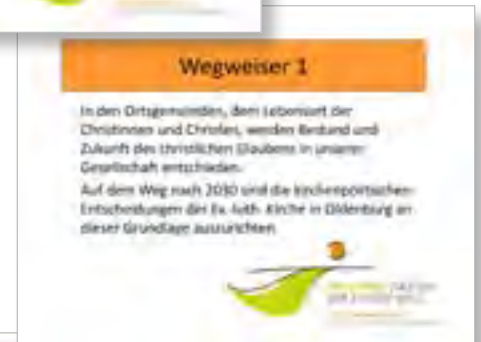 Wegweiser 1
In den Ortsgemeinden, dem Lebensort der
Christinnen und Christen, werden Bestand und
Zukunft des christlichen Glaubens in unserer
Gesellschaft entschieden.
Auf dem Weg nach 2030 sind die kirchenpolitischen
Entscheidungen der Ev.-luth. Kirche in Oldenburg an
dieser Grundlage auszurichten.